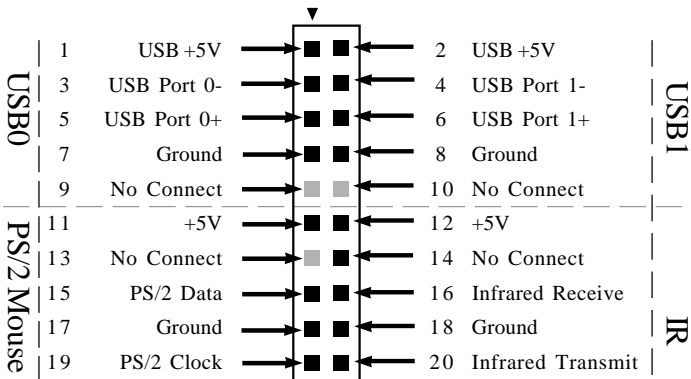 1 USB +5V 2 USB +5V
3 USB Port 0- 4 USB Port 1-
5 USB Port 0+ 6 USB Port 1+
7 Ground 8 Ground
9 No Connect 10 No Connect
11 +5V 12 +5V
13 No Connect 14 No Connect
15 PS/2 Data 16 Infrared Receive
17 Ground 18 Ground
19 PS/2 Clock 20 Infrared Transmit
USB0
PS/2 Mouse
USB1
IR